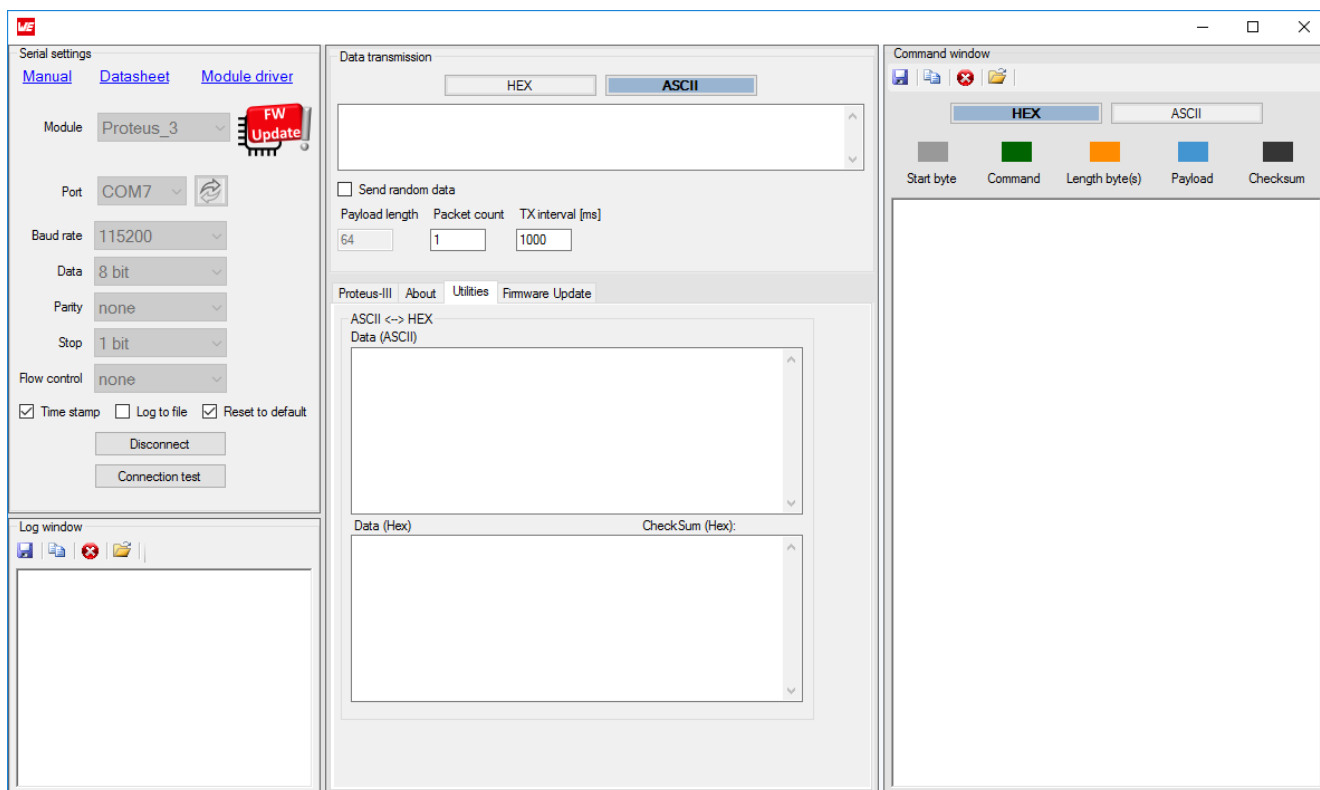 WE
Serial settings
Manual Datasheet Module driver
Module Proteus_3 FW Update
Port COM7
Baud rate 115200
Data 8 bit
Parity none
Stop 1 bit
Flow control none
Time stamp Log to file Reset to default
Disconnect
Connection test
Log window
Data transmission
HEX ASCII
Send random data
Payload length Packet count TX interval [ms]
64 1 1000
Proteus-III About Utilities Firmware Update
ASCII <--> HEX
Data (ASCII)
Data (Hex) CheckSum (Hex):
Command window
HEX ASCII
Start byte Command Length byte(s) Payload Checksum